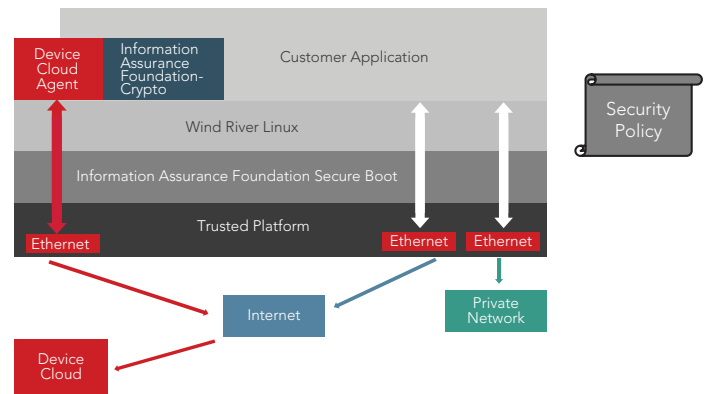 Device
Cloud
Agent
Information
Assurance
Foundation-
Crypto
Customer Application
Security
Policy
Wind River Linux
Information Assurance Foundation Secure Boot
Trusted Platform
Ethernet
Ethernet
Ethernet
Internet
Private
Network
Device
Cloud